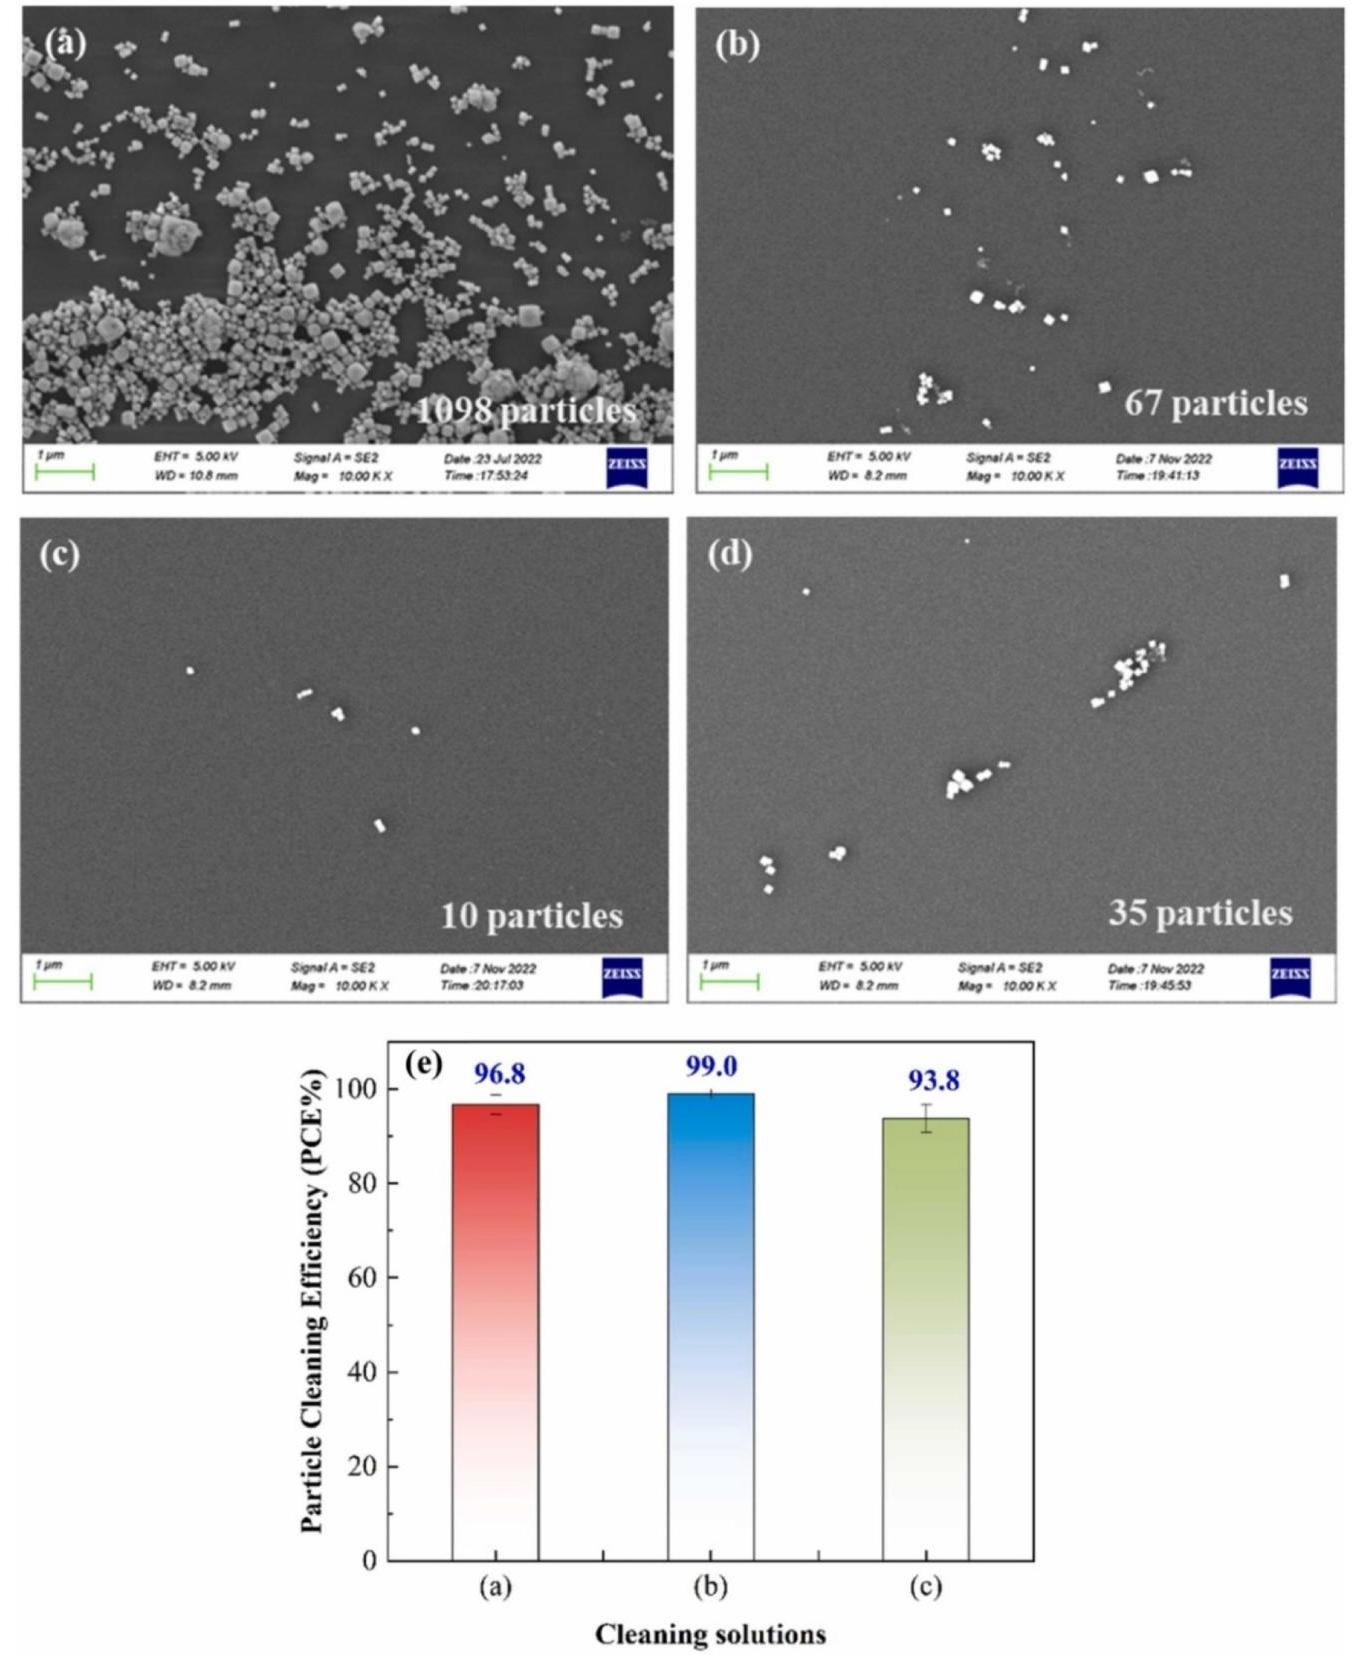 (a)
1098 particles
1 µm
EHT = 5.00 kV
Signal A = SE2
Date :23 Jul 2022
WD = 10.8 mm
Mag = 10.00 K X
Time :17:53:24
ZEISS
(b)
67 particles
1 µm
EHT = 5.00 kV
Signal A = SE2
Date :7 Nov 2022
WD = 8.2 mm
Mag = 10.00 K X
Time :19:41:13
ZEISS
(c)
10 particles
1 µm
EHT = 5.00 kV
Signal A = SE2
Date :7 Nov 2022
WD = 8.2 mm
Mag = 10.00 K X
Time :20:17:03
ZEISS
(d)
35 particles
1 µm
EHT = 5.00 kV
Signal A = SE2
Date :7 Nov 2022
WD = 8.2 mm
Mag = 10.00 K X
Time :19:45:53
ZEISS
(e)
96.8
99.0
93.8
Particle Cleaning Efficiency (PCE%)
100
80
60
40
20
0
(a)
(b)
(c)
Cleaning solutions